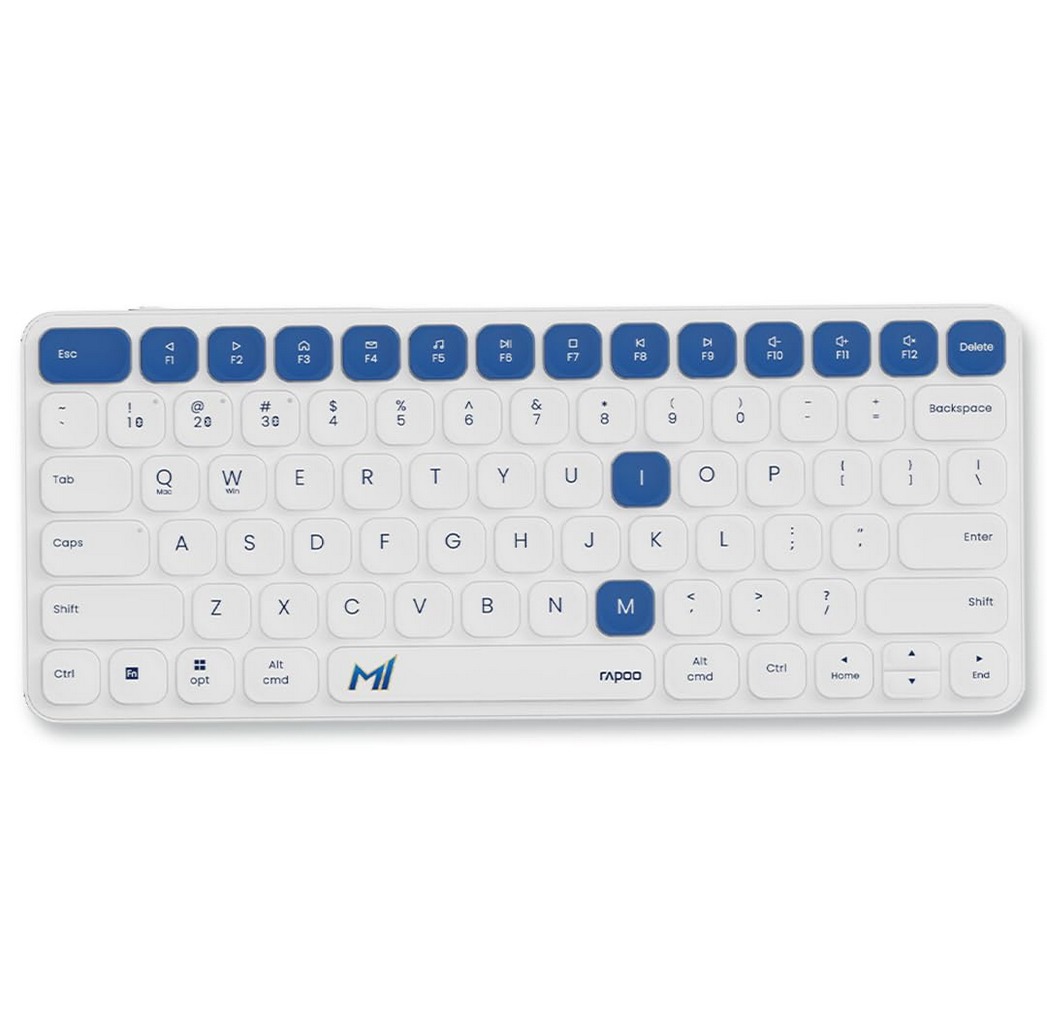 Esc F1 F2 F3 F4 F5 F6 F7 F8 F9 F10 F11 F12 Delete
~ ! @ # $ % ^ & * ( ) - + Backspace
` 1 2 3 4 5 6 7 8 9 0 - =
Tab Q W E R T Y U I O P { } |
Mac Win [ ] \
Caps A S D F G H J K L : " Enter
; '
Shift Z X C V B N M < > ? Shift
, . /
Ctrl Fn opt Alt MI rapoo Alt Ctrl Home End
cmd cmd